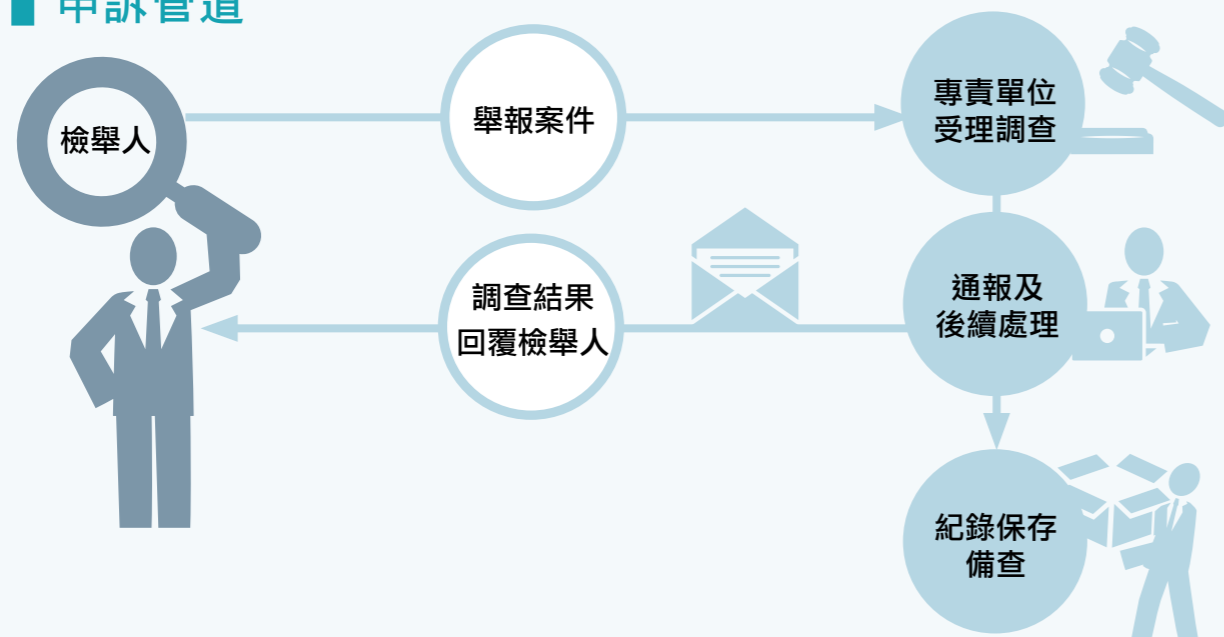 申訴管道
檢舉人
舉報案件
專責單位
受理調查
通報及
後續處理
調查結果
回覆檢舉人
紀錄保存
備查